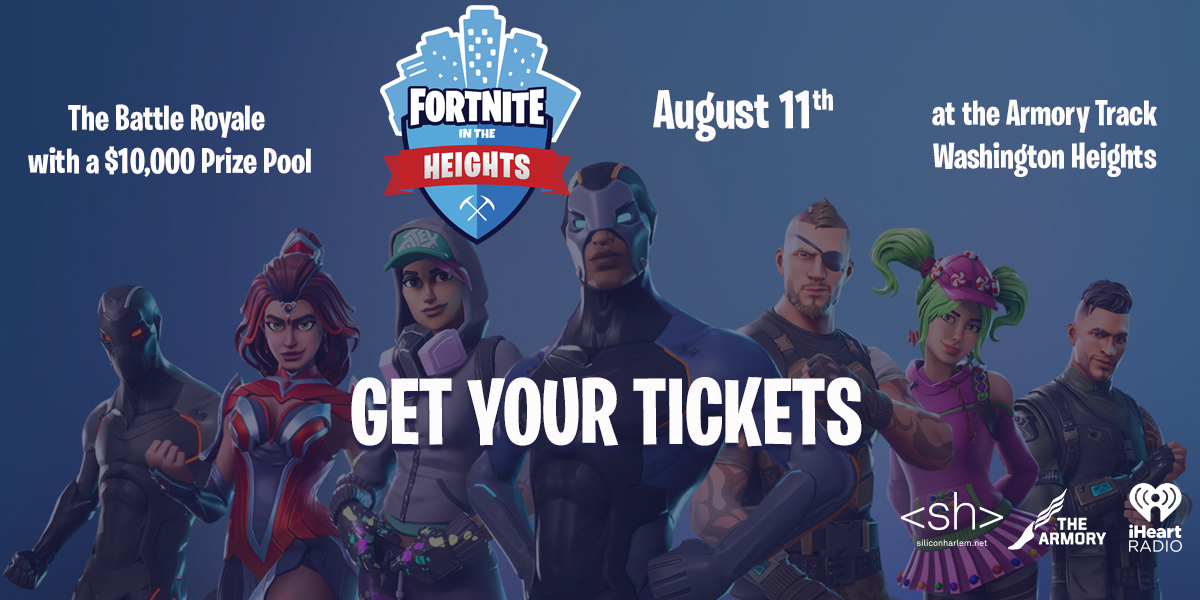 The Battle Royale
with a $10,000 Prize Pool
FORTNITE
IN THE
HEIGHTS
August 11th
at the Armory Track
Washington Heights
GET YOUR TICKETS
<sh>
siliconharlem.net
THE
ARMORY
iHeart
RADIO